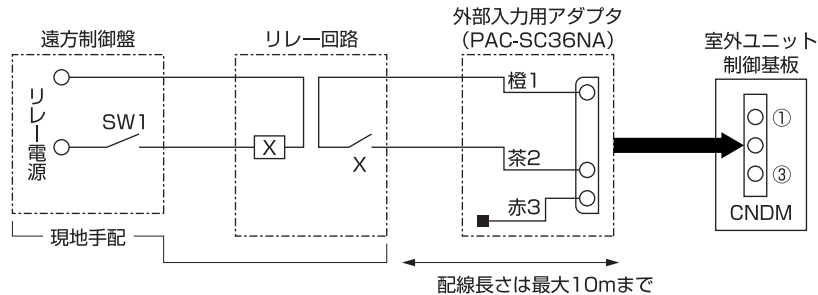 遠方制御盤
リレー電源
SW1
リレー回路
X
X
外部入力用アダプタ
（PAC-SC36NA）
橙1
茶2
赤3
室外ユニット
制御基板
①
③
CNDM
現地手配
配線長さは最大10mまで